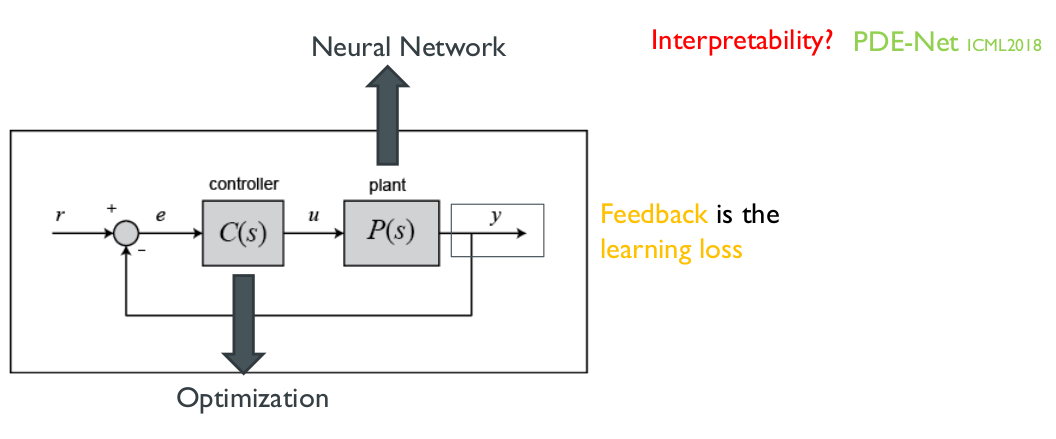 Neural Network
Interpretability? PDE-Net ICML2018
controller
plant
r
+
e
C(s)
u
P(s)
y
-
Feedback is the
learning loss
Optimization